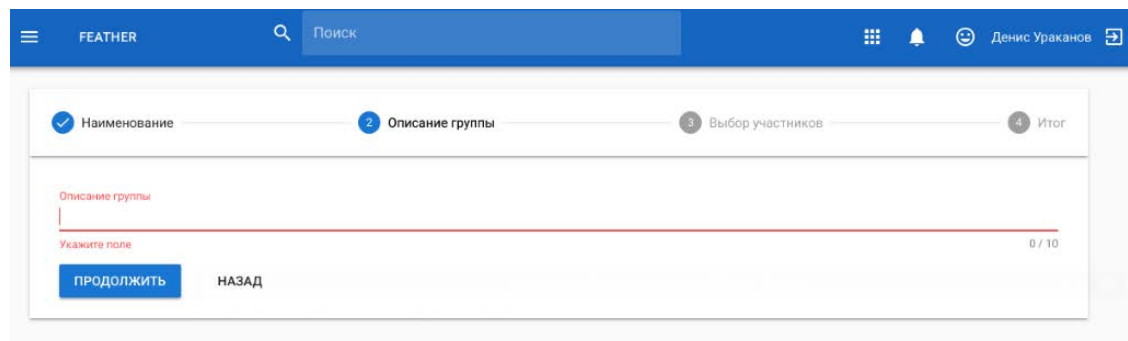 FEATHER Поиск Денис Ураканов
Наименование 2 Описание группы 3 Выбор участников 4 Итог
Описание группы
Укажите поле 0 / 10
ПРОДОЛЖИТЬ НАЗАД